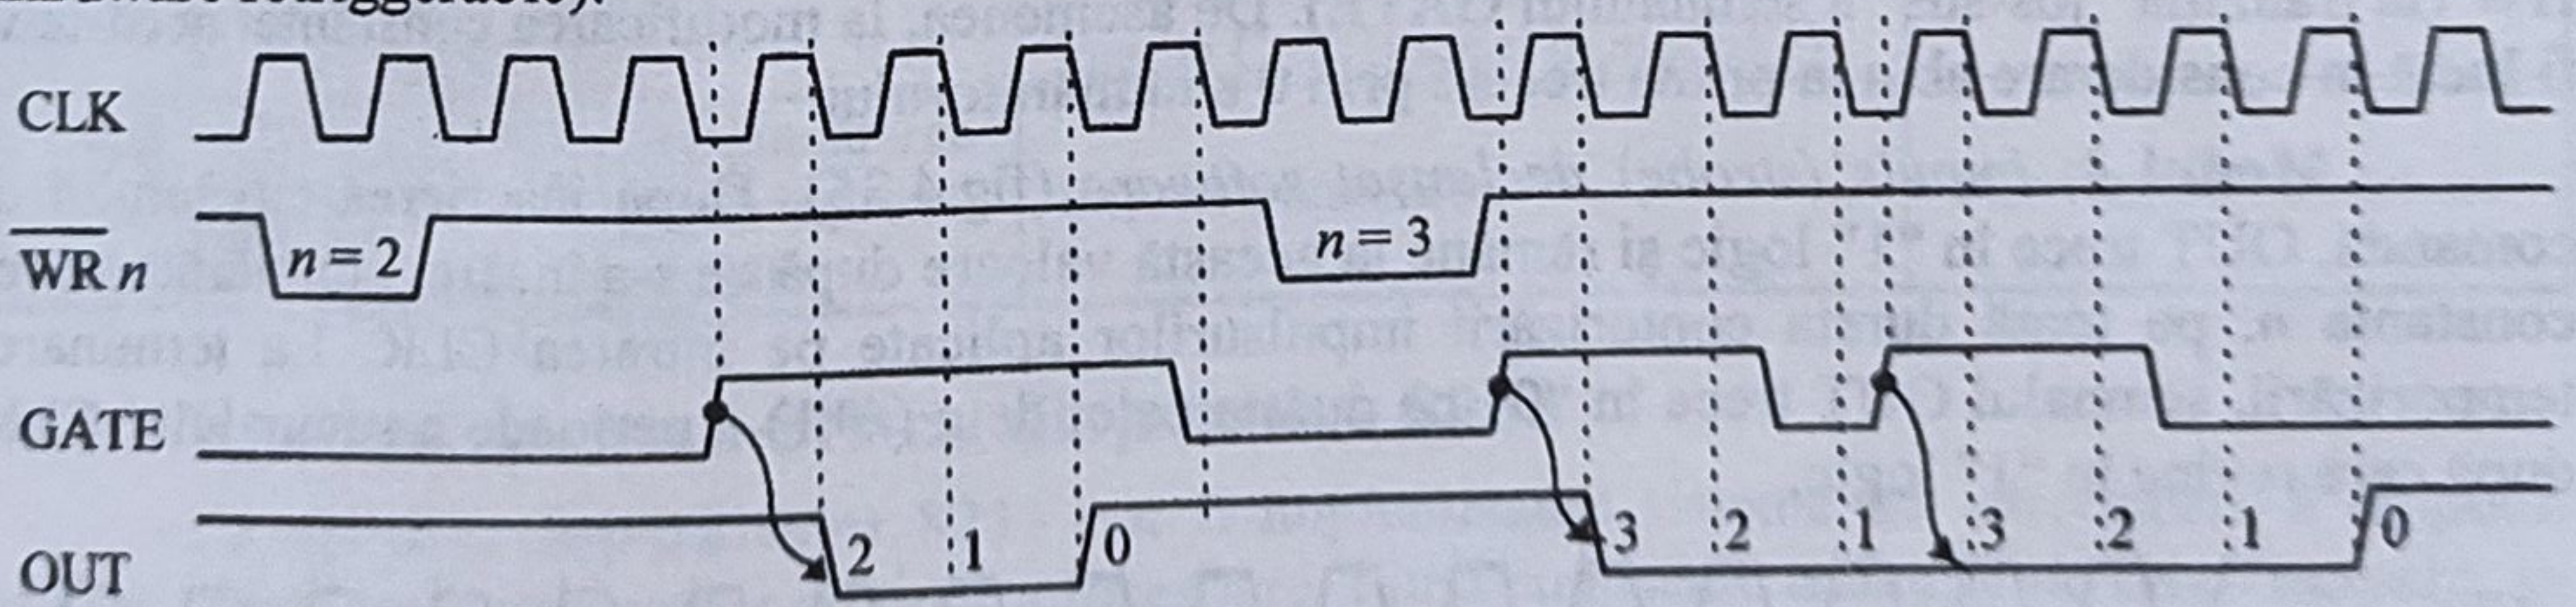 CLK
WR n
n = 2
n = 3
GATE
OUT
2 1 0 3 2 1 3 2 1 0